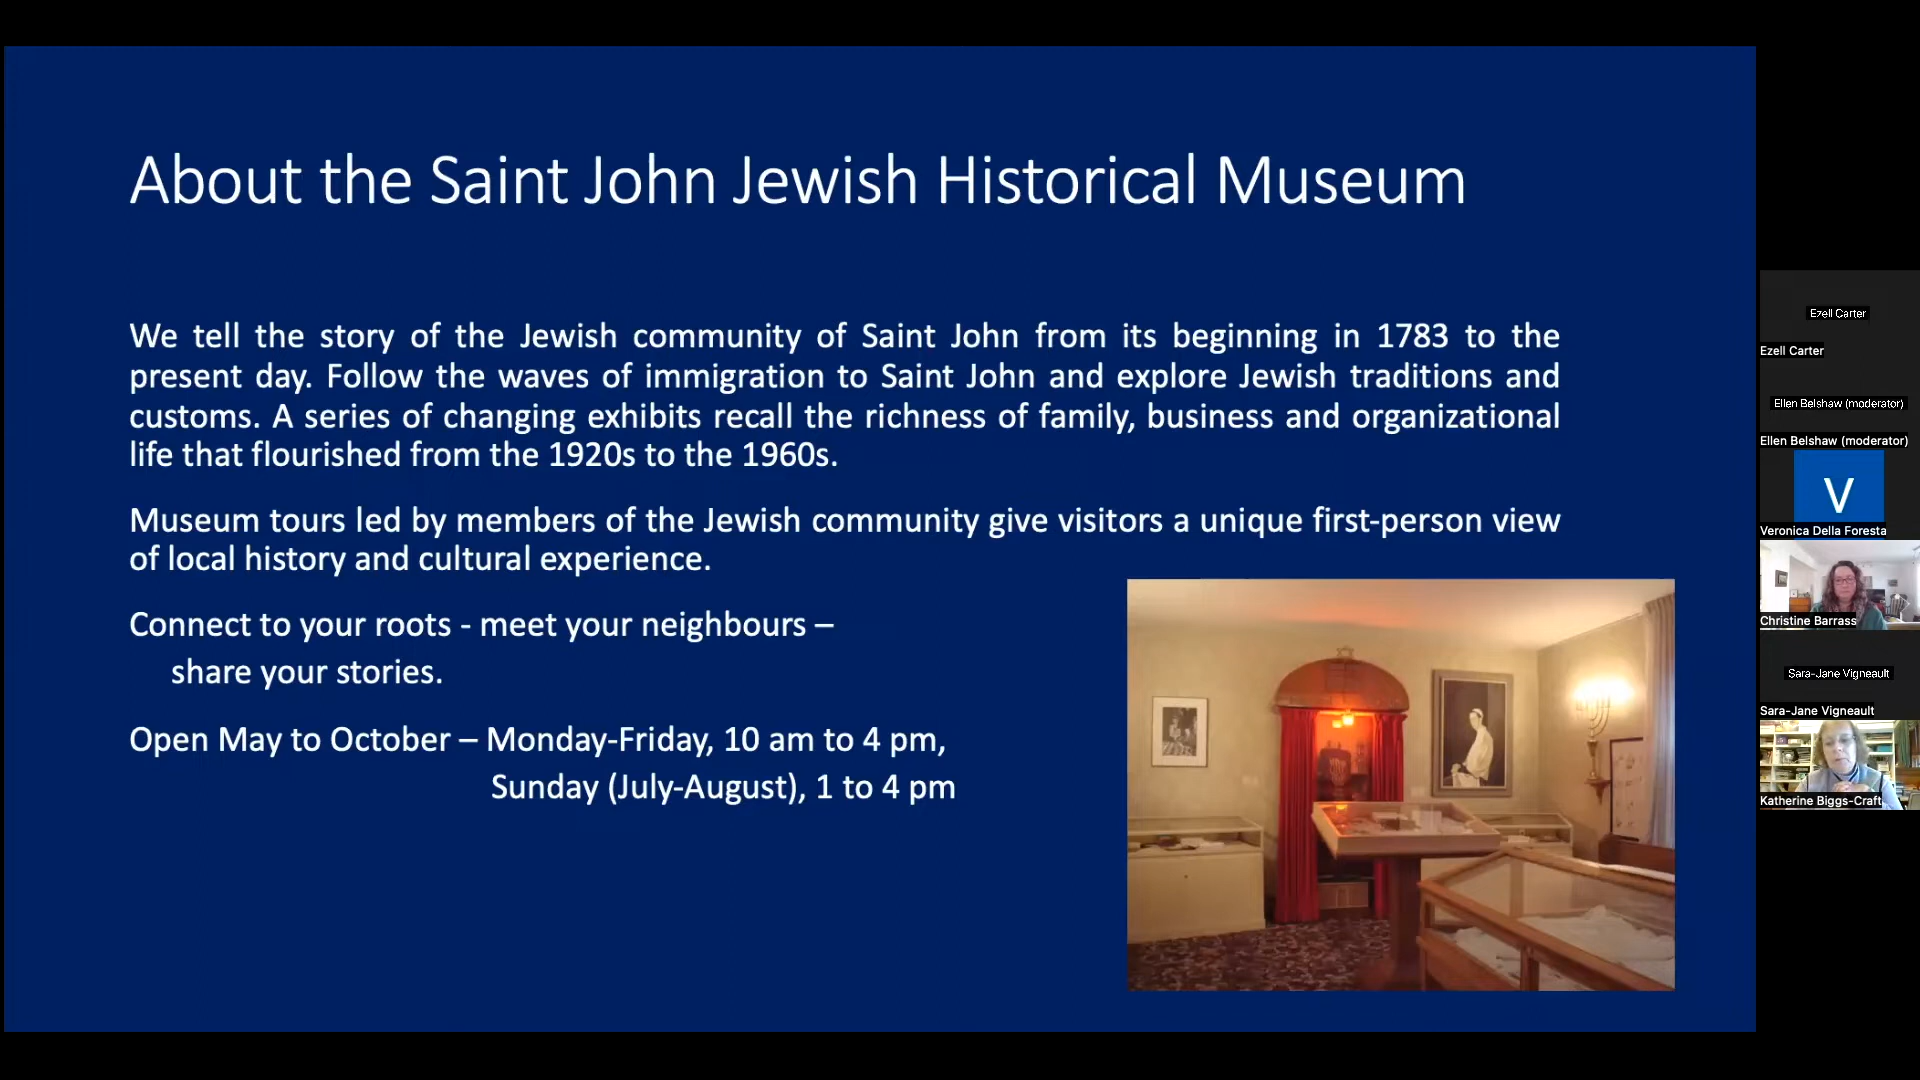 About the Saint John Jewish Historical Museum
We tell the story of the Jewish community of Saint John from its beginning in 1783 to the
present day. Follow the waves of immigration to Saint John and explore Jewish traditions and
customs. A series of changing exhibits recall the richness of family, business and organizational
life that flourished from the 1920s to the 1960s.
Museum tours led by members of the Jewish community give visitors a unique first-person view
of local history and cultural experience.
Connect to your roots - meet your neighbours –
share your stories.
Open May to October – Monday-Friday, 10 am to 4 pm,
Sunday (July-August), 1 to 4 pm
Ezell Carter
Ezell Carter
Ellen Belshaw (moderator)
Ellen Belshaw (moderator)
V
Veronica Della Foresta
Christine Barrass
Sara-Jane Vigneault
Sara-Jane Vigneault
Katherine Biggs-Craft